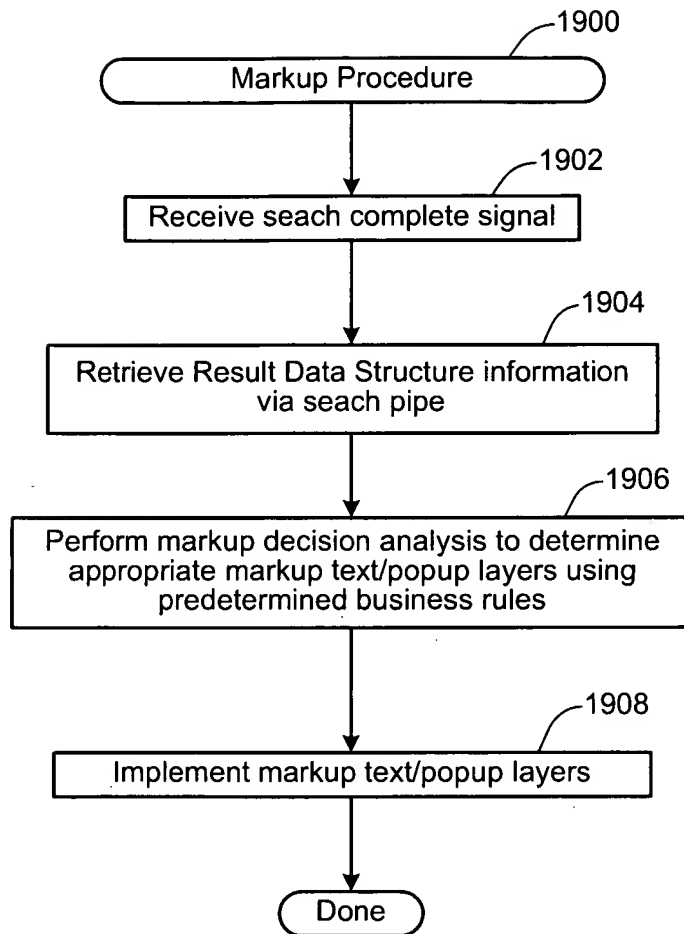 1900
Markup Procedure
1902
Receive seach complete signal
1904
Retrieve Result Data Structure information
via seach pipe
1906
Perform markup decision analysis to determine
appropriate markup text/popup layers using
predetermined business rules
1908
Implement markup text/popup layers
Done